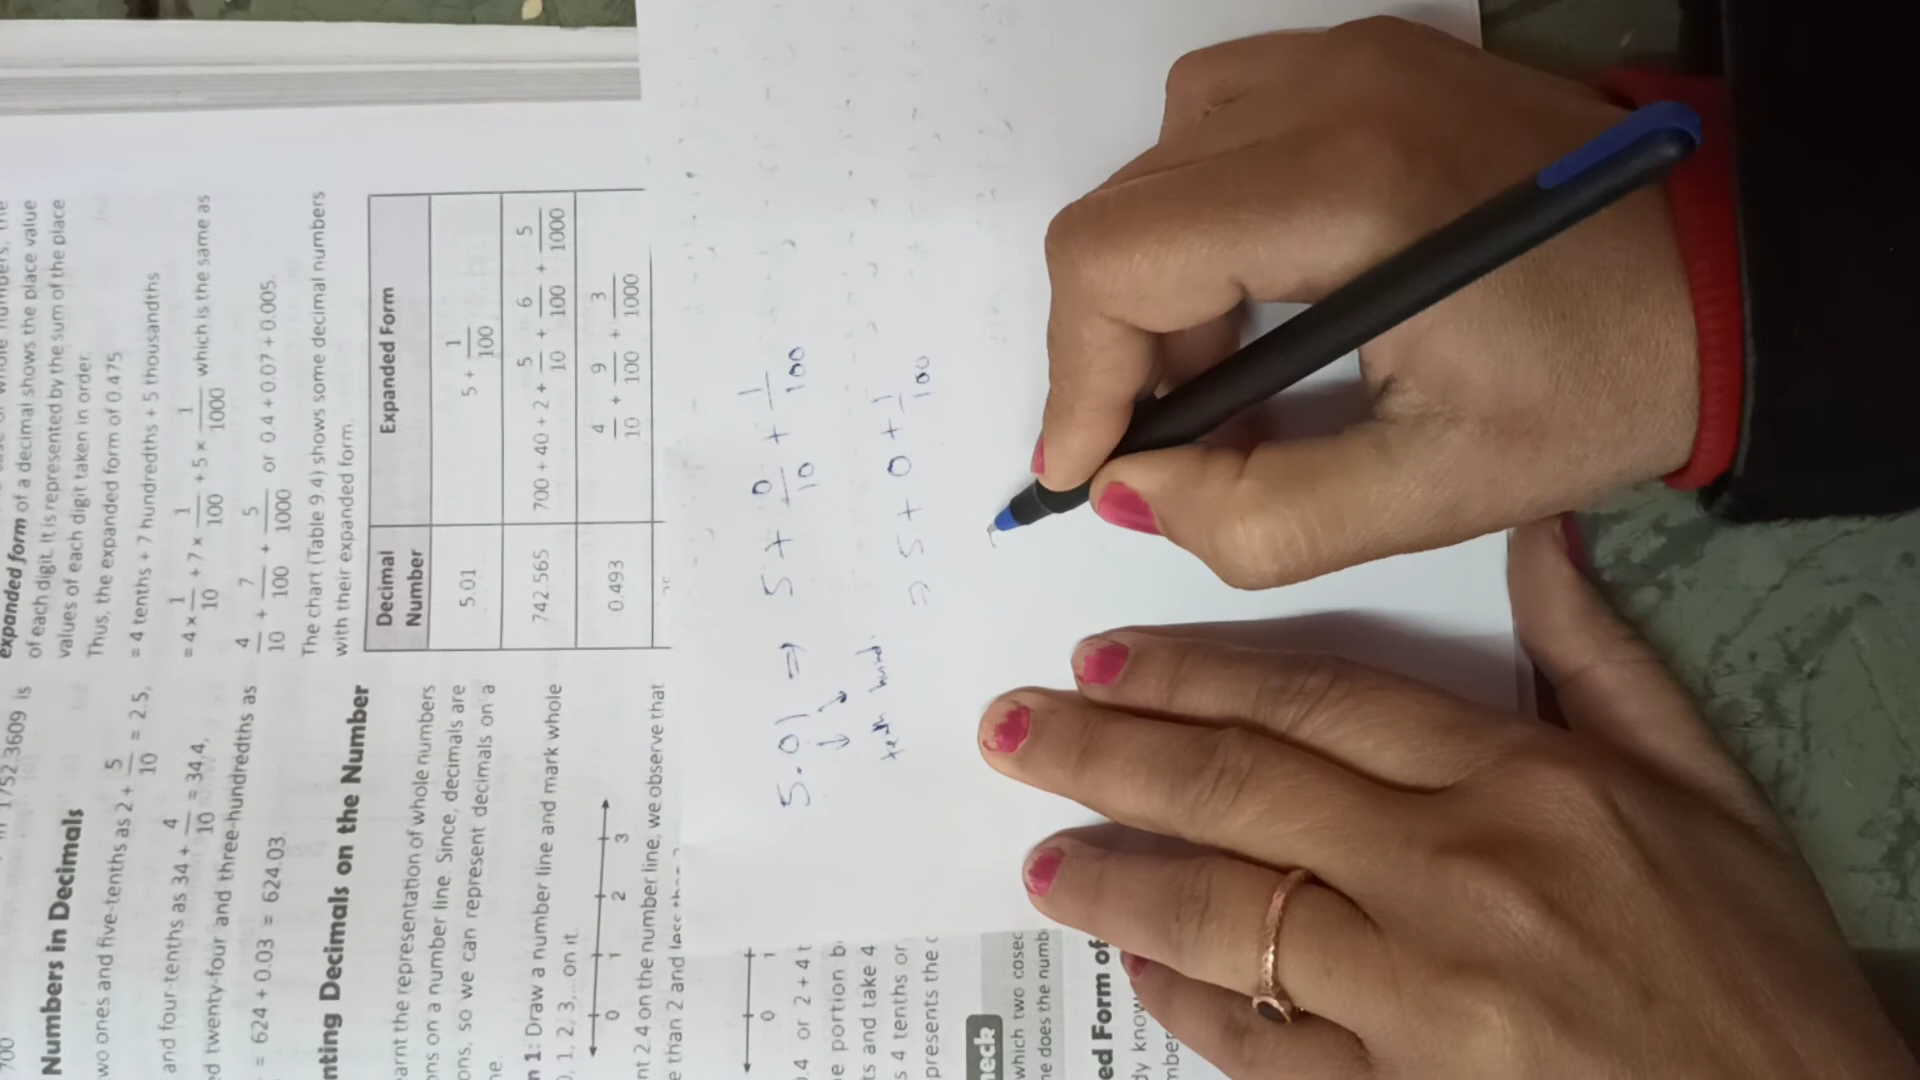 700
in 1752.3609 is
Numbers in Decimals
wo ones and five-tenths as 2 + 5/10 = 2.5,
and four-tenths as 34 + 4/10 = 34.4,
ed twenty-four and three-hundredths as
= 624 + 0.03 = 624.03.
nting Decimals on the Number
earnt the representation of whole numbers
ons on a number line. Since, decimals are
ons, so we can represent decimals on a
ne.
n 1: Draw a number line and mark whole
0, 1, 2, 3,...on it.
0 1 2 3
nt 2.4 on the number line, we observe that
e than 2 and less than
0 1
0.4 or 2 + 4 t
e portion b
ts and take 4
s 4 tenths or
presents the
heck
which two cosec
ne does the numb
ed Form of
dy know
mber
expanded form of a decimal shows the place value
of each digit. It is represented by the sum of the place
values of each digit taken in order.
Thus, the expanded form of 0.475
= 4 tenths + 7 hundredths + 5 thousandths
= 4 × 1/10 + 7 × 1/100 + 5 × 1/1000 which is the same as
4/10 + 7/100 + 5/1000 or 0.4 + 0.07 + 0.005.
The chart (Table 9.4) shows some decimal numbers
with their expanded form.
Decimal Number Expanded Form
5.01 5 + 1/100
742.565 700 + 40 + 2 + 5/10 + 6/100 + 5/1000
0.493 4/10 + 9/100 + 3/1000
5.01 ⇒ 5 + 0/10 + 1/100
↓ ↘
tenth hund.
⇒ 5 + 0 + 1/100